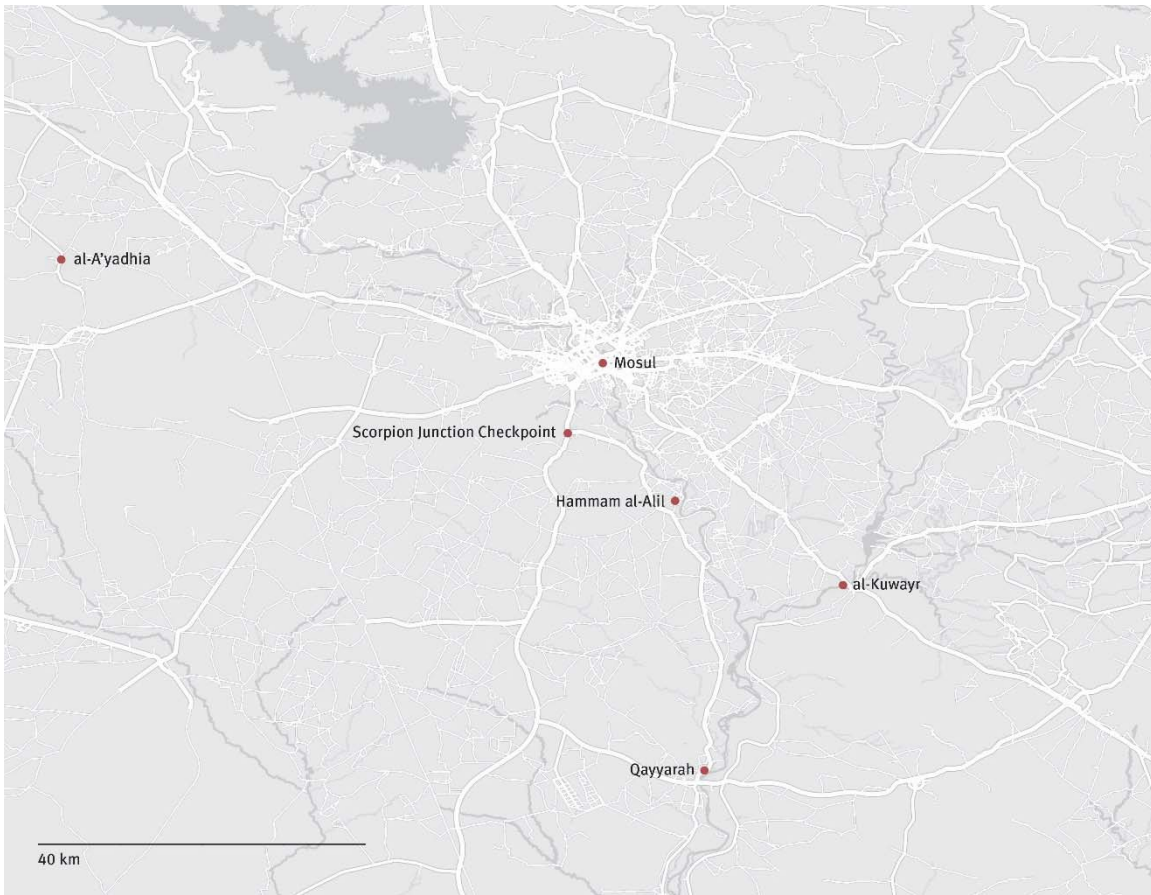 al-A'yadhia
Mosul
Scorpion Junction Checkpoint
Hammam al-Alil
al-Kuwayr
Qayyarah
40 km